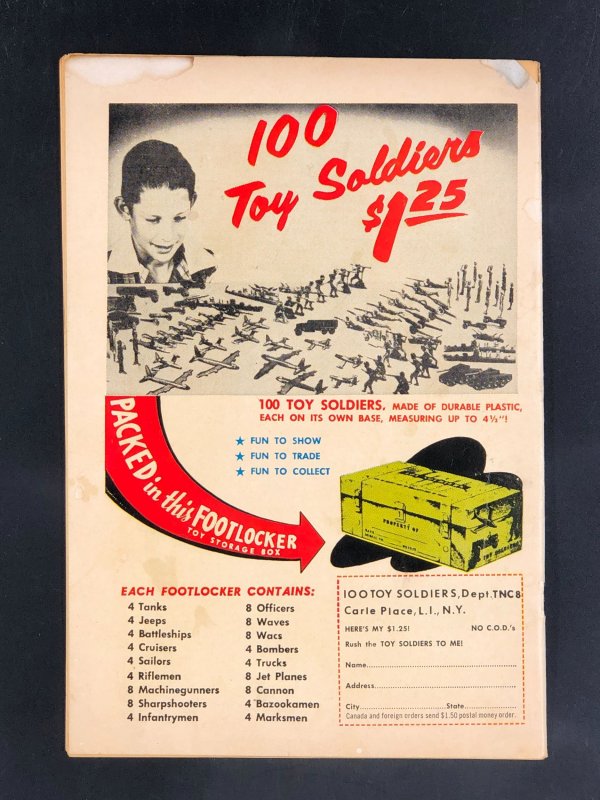 100
Toy Soldiers
$1.25
100 TOY SOLDIERS, MADE OF DURABLE PLASTIC,
EACH ON ITS OWN BASE, MEASURING UP TO 4½"!
★ FUN TO SHOW
★ FUN TO TRADE
★ FUN TO COLLECT
PACKED in this FOOTLOCKER
TOY STORAGE BOX
PROPERTY OF
TOY SOLDIER
EACH FOOTLOCKER CONTAINS:
4 Tanks
4 Jeeps
4 Battleships
4 Cruisers
4 Sailors
4 Riflemen
8 Machinegunners
8 Sharpshooters
4 Infantrymen
8 Officers
8 Waves
8 Wacs
4 Bombers
4 Trucks
8 Jet Planes
8 Cannon
4 Bazookamen
4 Marksmen
100 TOY SOLDIERS, Dept. TNC8
Carle Place, L.I., N.Y.
HERE'S MY $1.25! NO C.O.D.'s
Rush the TOY SOLDIERS TO ME!
Name
Address
City State
Canada and foreign orders send $1.50 postal money order.